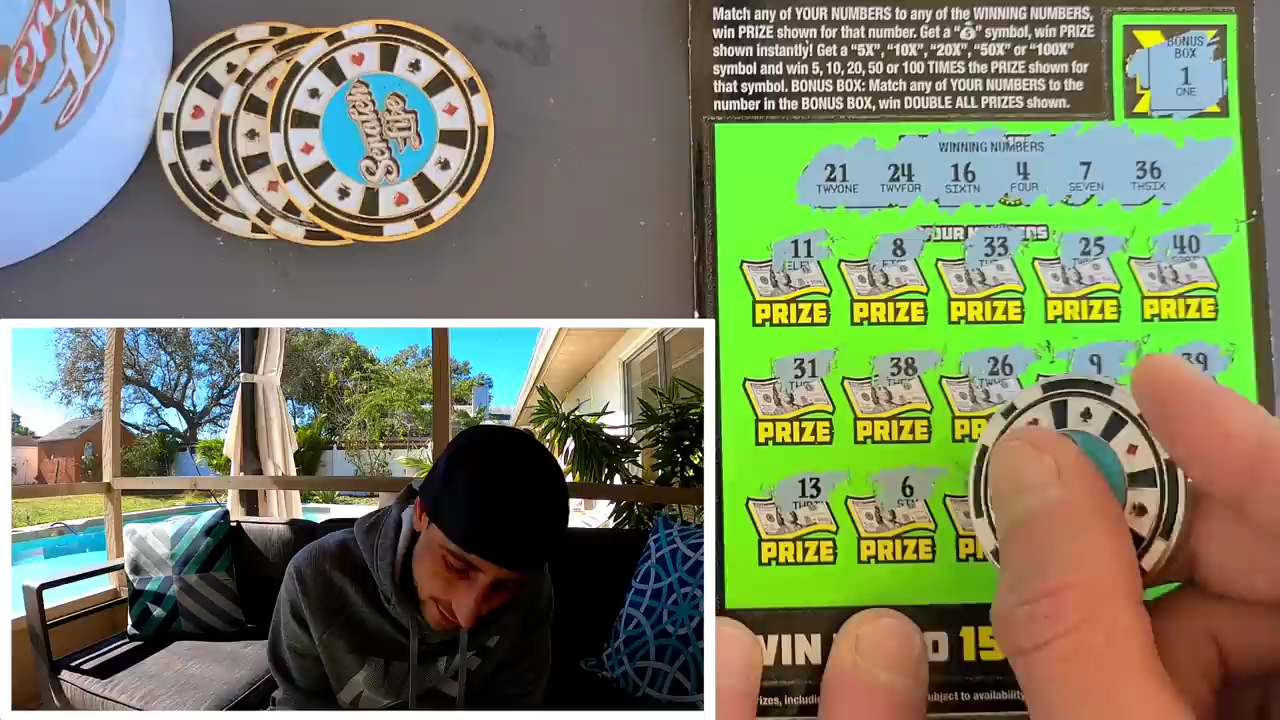 Match any of YOUR NUMBERS to any of the WINNING NUMBERS,
win PRIZE shown for that number. Get a "💰" symbol, win PRIZE
shown instantly! Get a "5X", "10X", "20X", "50X" or "100X"
symbol and win 5, 10, 20, 50 or 100 TIMES the PRIZE shown for
that symbol. BONUS BOX: Match any of YOUR NUMBERS to the
number in the BONUS BOX, win DOUBLE ALL PRIZES shown.
BONUS
BOX
1
ONE
WINNING NUMBERS
21 24 16 4 7 36
TWYONE TWYFOR SIXTN FOUR SEVEN THSIX
11 8 33 25 40
PRIZE PRIZE PRIZE PRIZE PRIZE
31 38 26 9 39
PRIZE PRIZE
13 6
PRIZE PRIZE
WIN
Scratch
Life